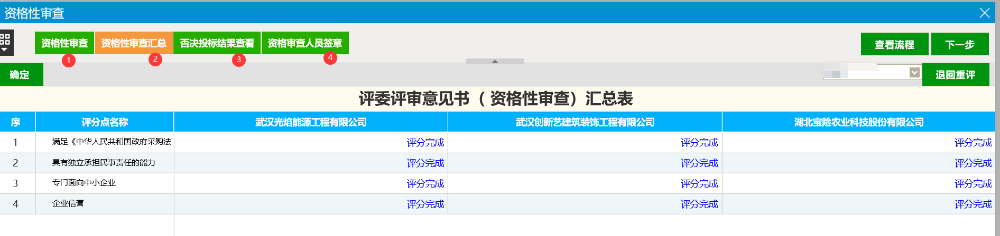 资格性审查
资格性审查 资格性审查汇总 否决投标结果查看 资格审查人员签章 查看流程 下一步
1 2 3 4
确定 退回重评
评委评审意见书（ 资格性审查）汇总表
序 评分点名称 武汉光焰能源工程有限公司 武汉创新艺建筑装饰工程有限公司 湖北宝险农业科技股份有限公司
1 满足《中华人民共和国政府采购法》 评分完成 评分完成 评分完成
2 具有独立承担民事责任的能力 评分完成 评分完成 评分完成
3 专门面向中小企业 评分完成 评分完成 评分完成
4 企业信誉 评分完成 评分完成 评分完成